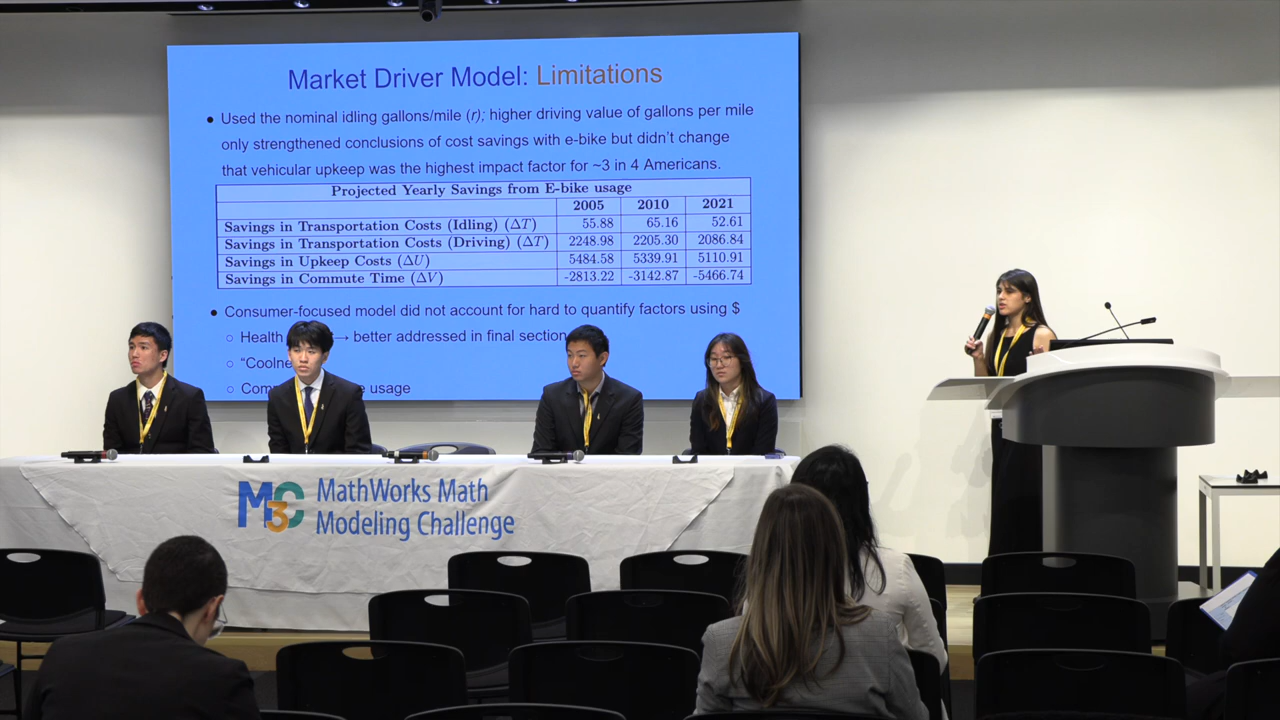 Market Driver Model: Limitations
● Used the nominal idling gallons/mile (r); higher driving value of gallons per mile
only strengthened conclusions of cost savings with e-bike but didn't change
that vehicular upkeep was the highest impact factor for ~3 in 4 Americans.
Projected Yearly Savings from E-bike usage
2005 2010 2021
Savings in Transportation Costs (Idling) (ΔT) 55.88 65.16 52.61
Savings in Transportation Costs (Driving) (ΔT) 2248.98 2205.30 2086.84
Savings in Upkeep Costs (ΔU) 5484.58 5339.91 5110.91
Savings in Commute Time (ΔV) -2813.22 -3142.87 -5466.74
● Consumer-focused model did not account for hard to quantify factors using $
○ Health → better addressed in final section
○
○ usage
M3C MathWorks Math
Modeling Challenge